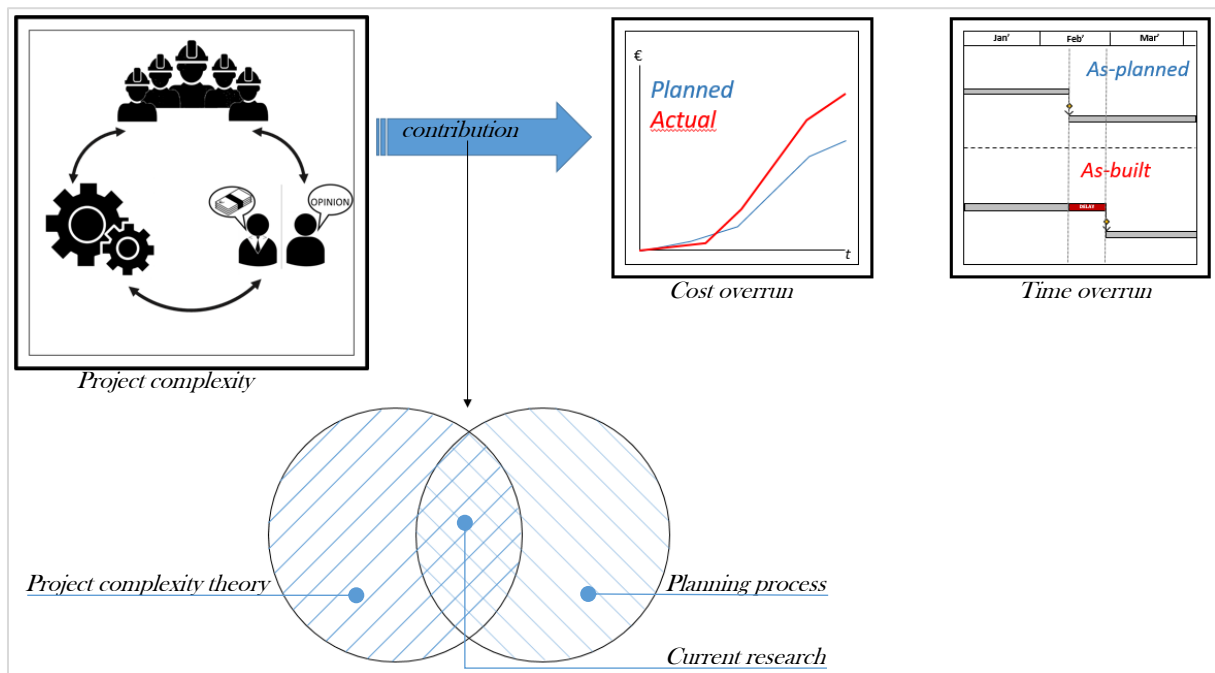 OPINION
Project complexity
contribution
€
Planned
Actual
t
Cost overrun
Jan'
Feb'
Mar'
As-planned
As-built
DELAY
Time overrun
Project complexity theory
Planning process
Current research